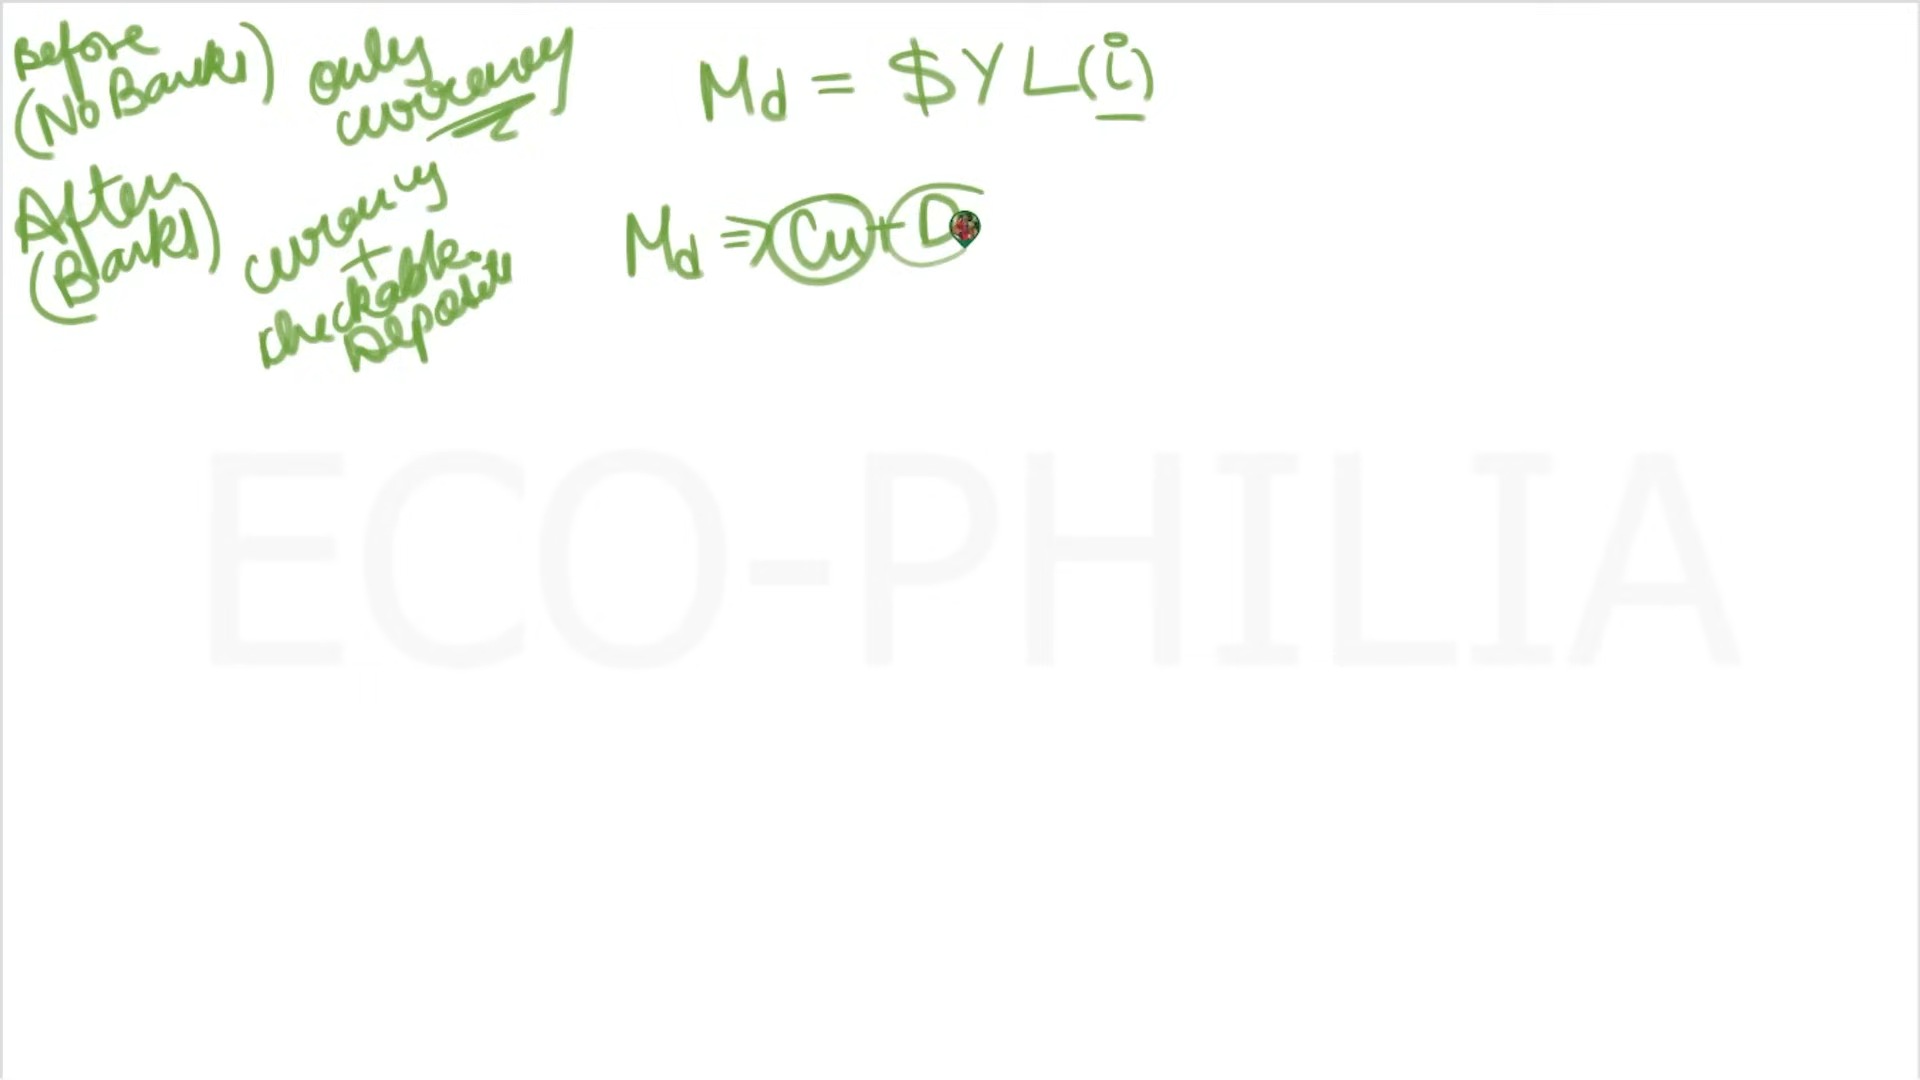 Before
(No Banks)
only
currency
Md = $YL(i)
After
(Banks)
currency
+
checkable
Deposits
Md ≡ Cu + D
ECO-PHILIA